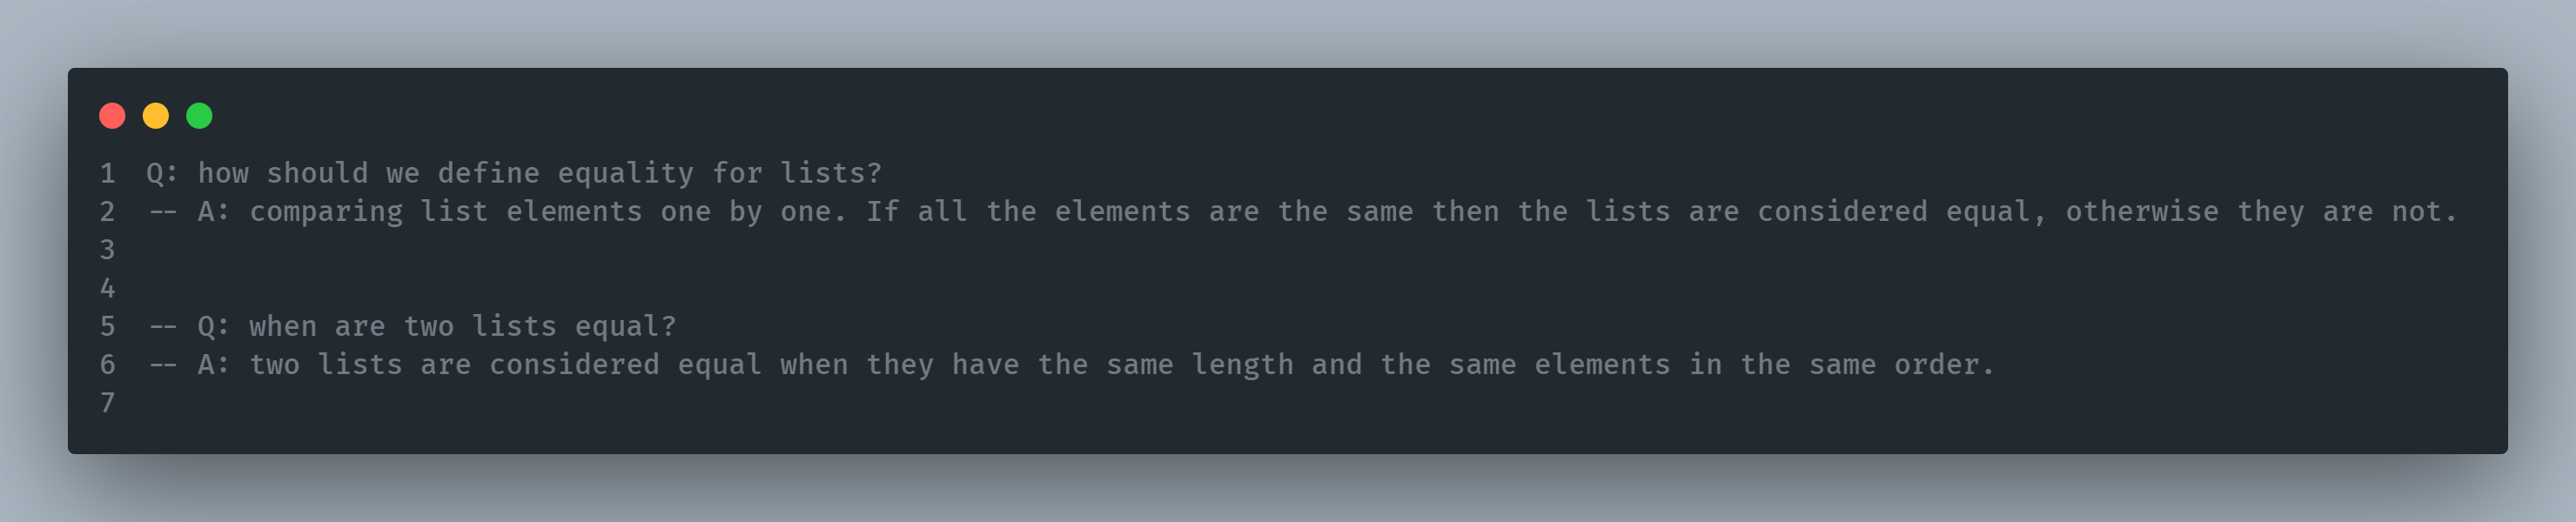 1 Q: how should we define equality for lists?
2 -- A: comparing list elements one by one. If all the elements are the same then the lists are considered equal, otherwise they are not.
3
4
5 -- Q: when are two lists equal?
6 -- A: two lists are considered equal when they have the same length and the same elements in the same order.
7